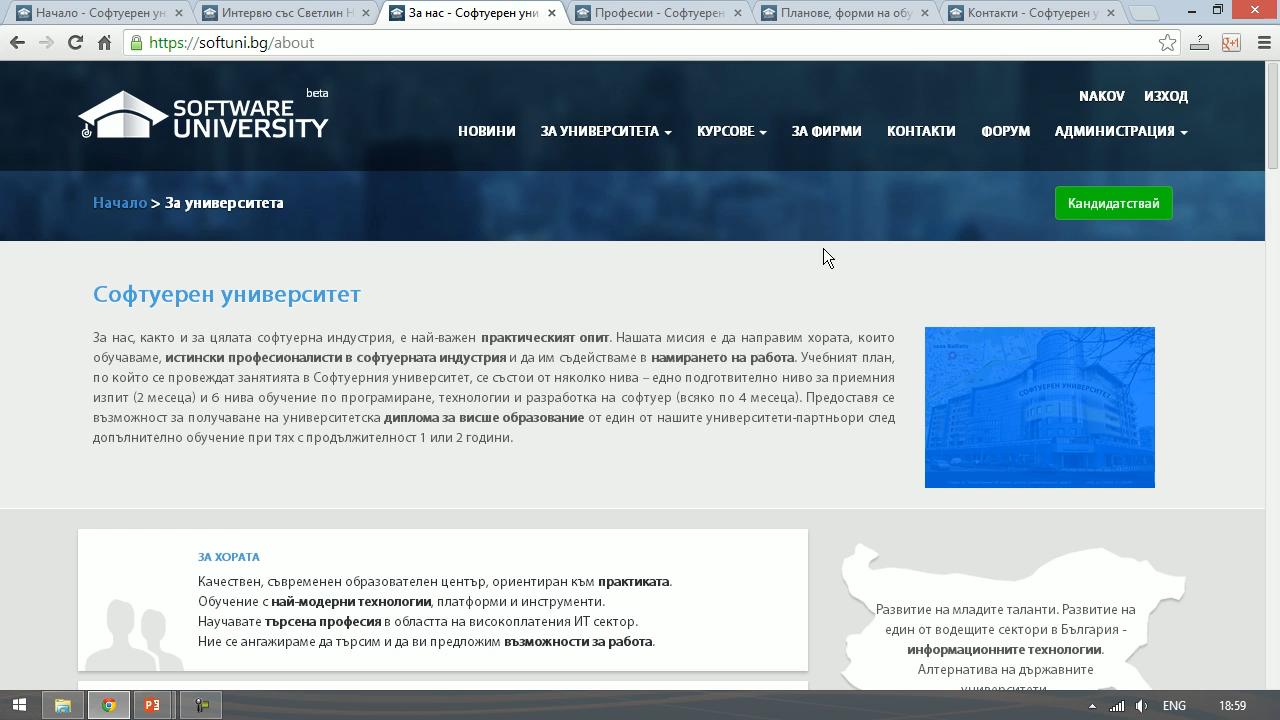 Начало - Софтуерен ун
Интервю със Светлин Н
За нас - Софтуерен уни
Професии - Софтуерен
Планове, форми на обу
Контакти - Софтуерен у
https://softuni.bg/about
beta
SOFTWARE
UNIVERSITY
NAKOV ИЗХОД
НОВИНИ ЗА УНИВЕРСИТЕТА КУРСОВЕ ЗА ФИРМИ КОНТАКТИ ФОРУМ АДМИНИСТРАЦИЯ
Начало > За университета
Кандидатствай
Софтуерен университет
За нас, както и за цялата софтуерна индустрия, е най-важен практическият опит. Нашата мисия е да направим хората, които
обучаваме, истински професионалисти в софтуерната индустрия и да им съдействаме в намирането на работа. Учебният план,
по който се провеждат занятията в Софтуерния университет, се състои от няколко нива – едно подготвително ниво за приемния
изпит (2 месеца) и 6 нива обучение по програмиране, технологии и разработка на софтуер (всяко по 4 месеца). Предоставя се
възможност за получаване на университетска диплома за висше образование от един от нашите университети-партньори след
допълнително обучение при тях с продължителност 1 или 2 години.
СОФТУЕРЕН УНИВЕРСИТЕТ
ЗА ХОРАТА
Качествен, съвременен образователен център, ориентиран към практиката.
Обучение с най-модерни технологии, платформи и инструменти.
Научавате търсена професия в областта на високоплатения ИТ сектор.
Ние се ангажираме да търсим и да ви предложим възможности за работа.
Развитие на младите таланти. Развитие на
един от водещите сектори в България -
информационните технологии.
Алтернатива на държавните
университети
ENG 18:59